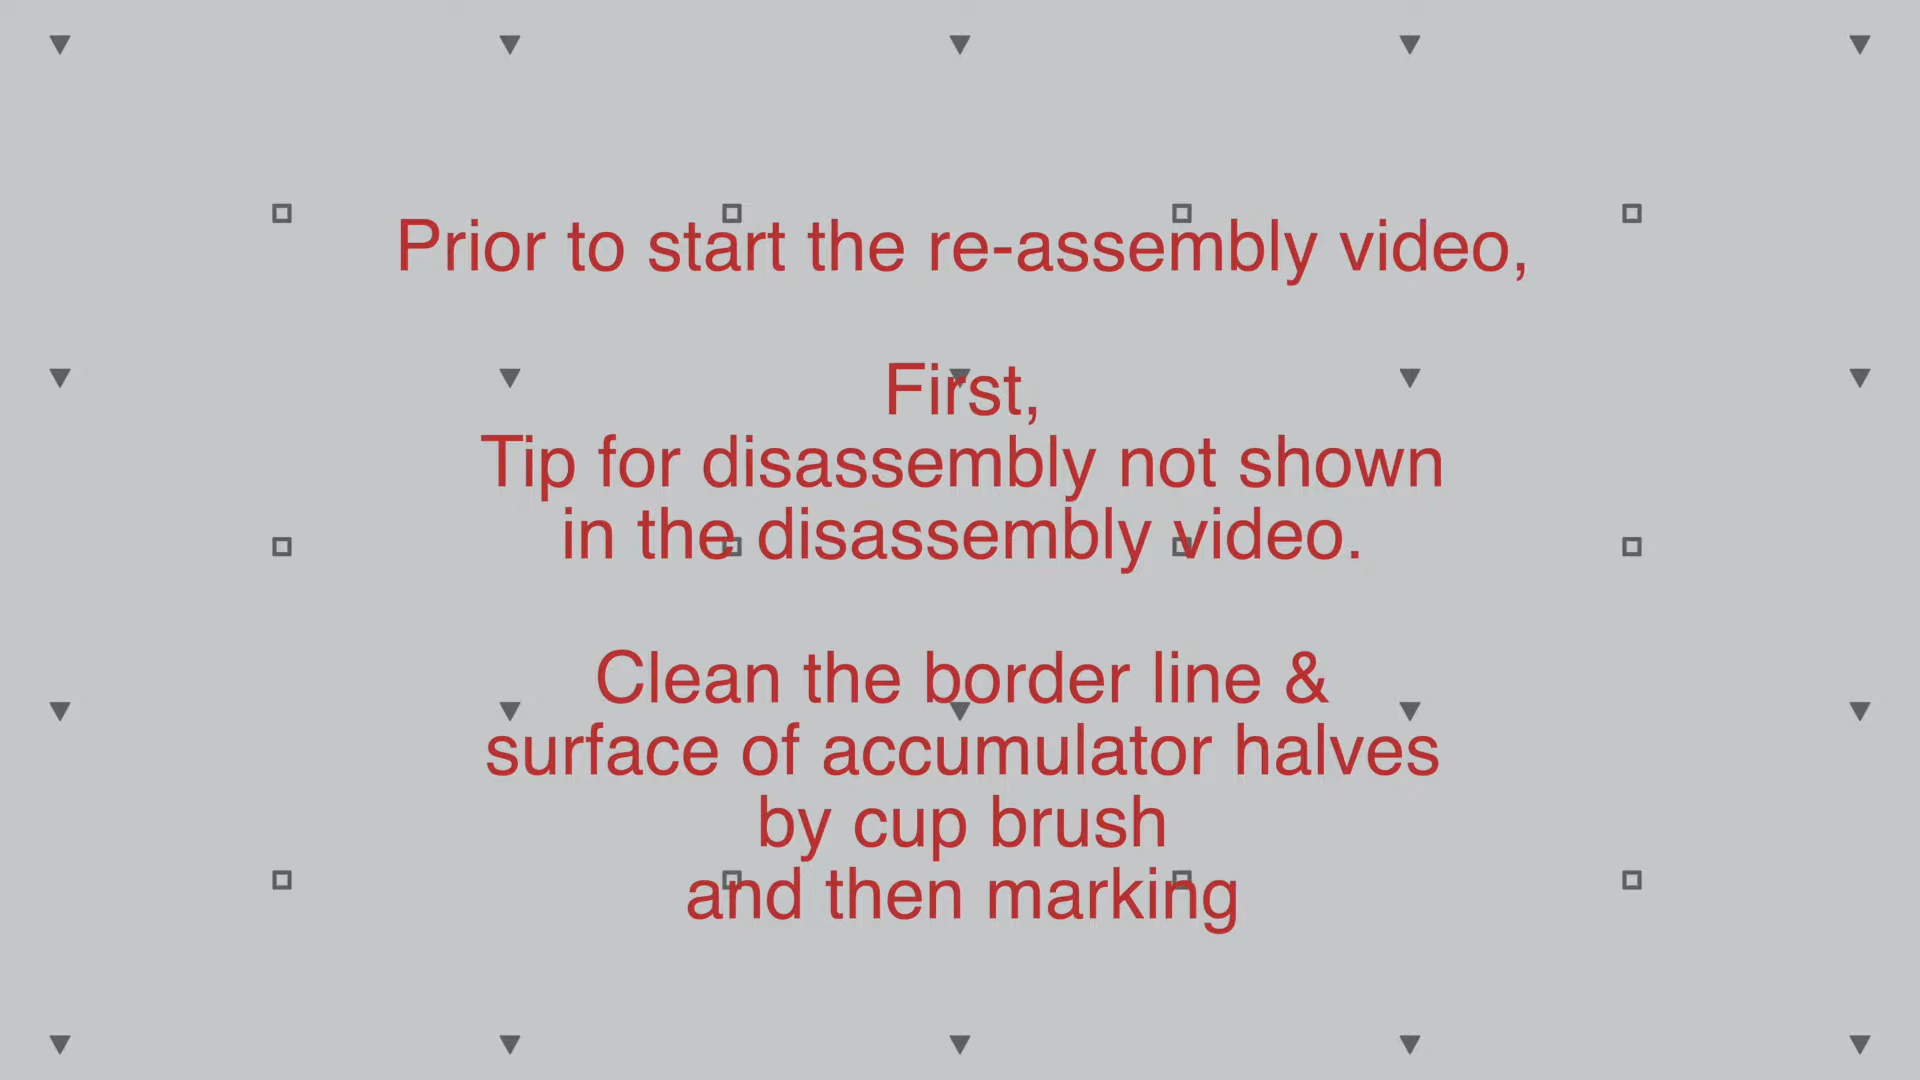 Prior to start the re-assembly video,
First,
Tip for disassembly not shown
in the disassembly video.
Clean the border line &
surface of accumulator halves
by cup brush
and then marking